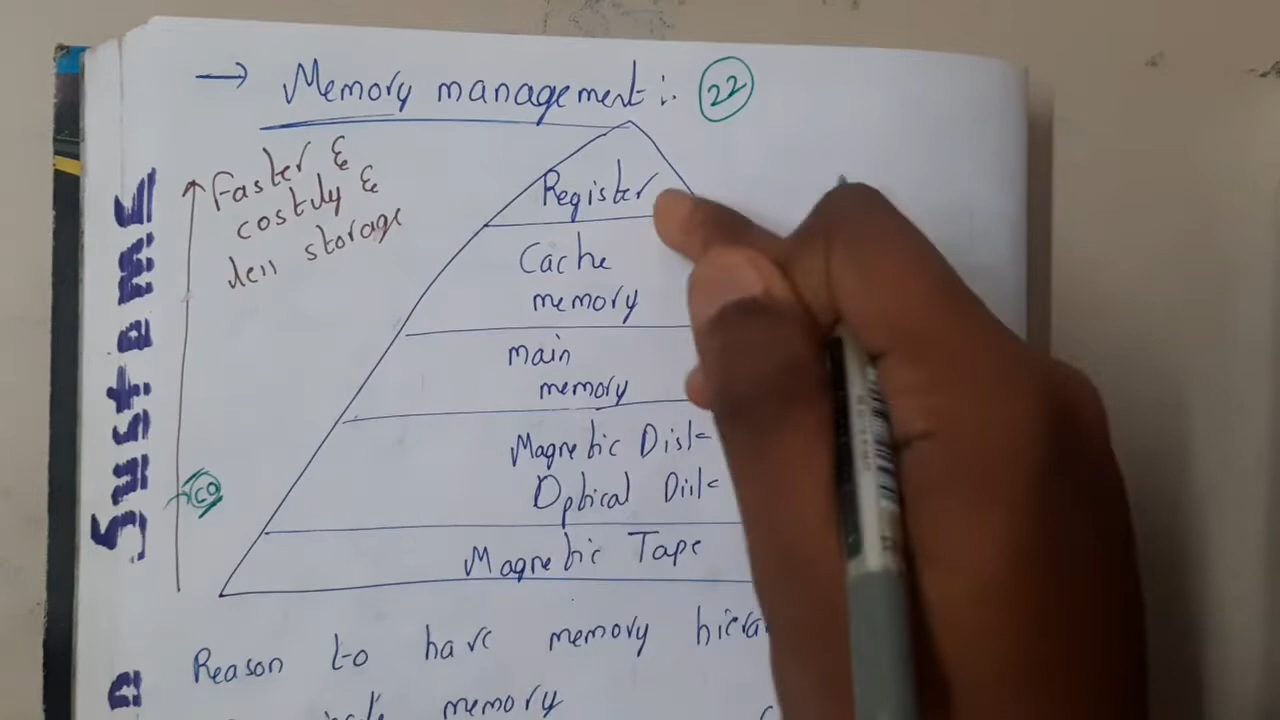 → Memory management :. 22
Faster &
costly &
less storage
Register
Cache
memory
main
memory
Magnetic Disk
Optical Disk
CO
Magnetic Tape
Reason to have memory
memory